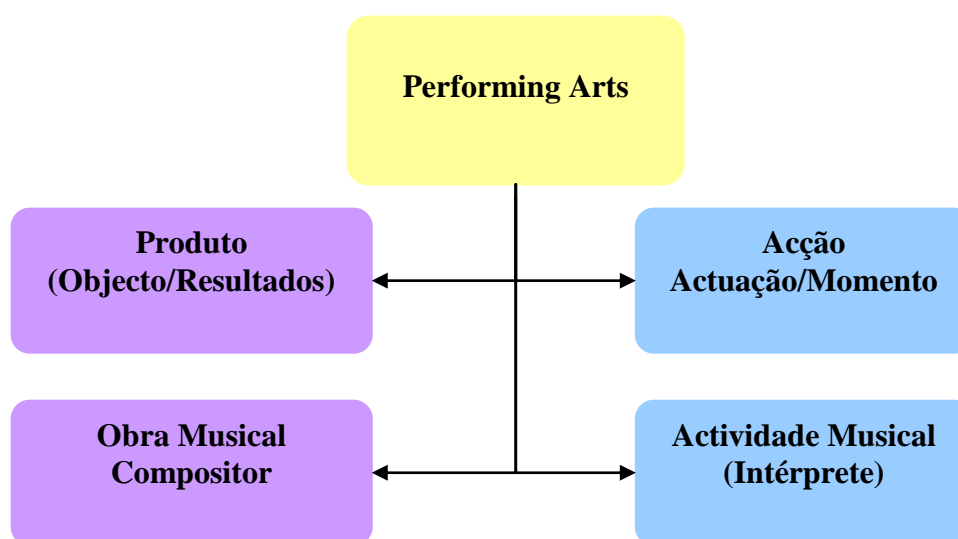 Performing Arts
Produto
(Objecto/Resultados)
Acção
Actuação/Momento
Obra Musical
Compositor
Actividade Musical
(Intérprete)